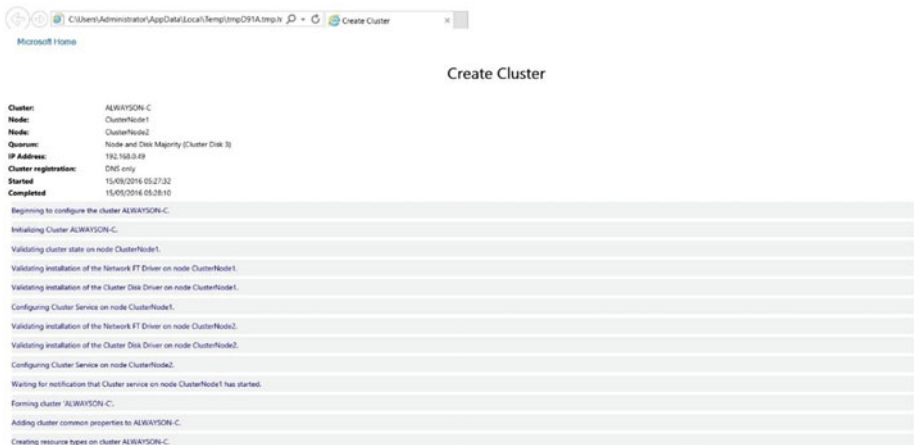 C:\Users\Administrator\AppData\Local\Temp\tmpD91A.tmp.h
Create Cluster
Microsoft Home
Create Cluster
Cluster: ALWAYSON-C
Node: ClusterNode1
Node: ClusterNode2
Quorum: Node and Disk Majority (Cluster Disk 3)
IP Address: 192.168.0.49
Cluster registration: DNS only
Started 15/09/2016 05:27:32
Completed 15/09/2016 05:28:10
Beginning to configure the cluster ALWAYSON-C.
Initializing Cluster ALWAYSON-C.
Validating cluster state on node ClusterNode1.
Validating installation of the Network FT Driver on node ClusterNode1.
Validating installation of the Cluster Disk Driver on node ClusterNode1.
Configuring Cluster Service on node ClusterNode1.
Validating installation of the Network FT Driver on node ClusterNode2.
Validating installation of the Cluster Disk Driver on node ClusterNode2.
Configuring Cluster Service on node ClusterNode2.
Waiting for notification that Cluster service on node ClusterNode1 has started.
Forming cluster 'ALWAYSON-C'.
Adding cluster common properties to ALWAYSON-C.
Creating resource types on cluster ALWAYSON-C.